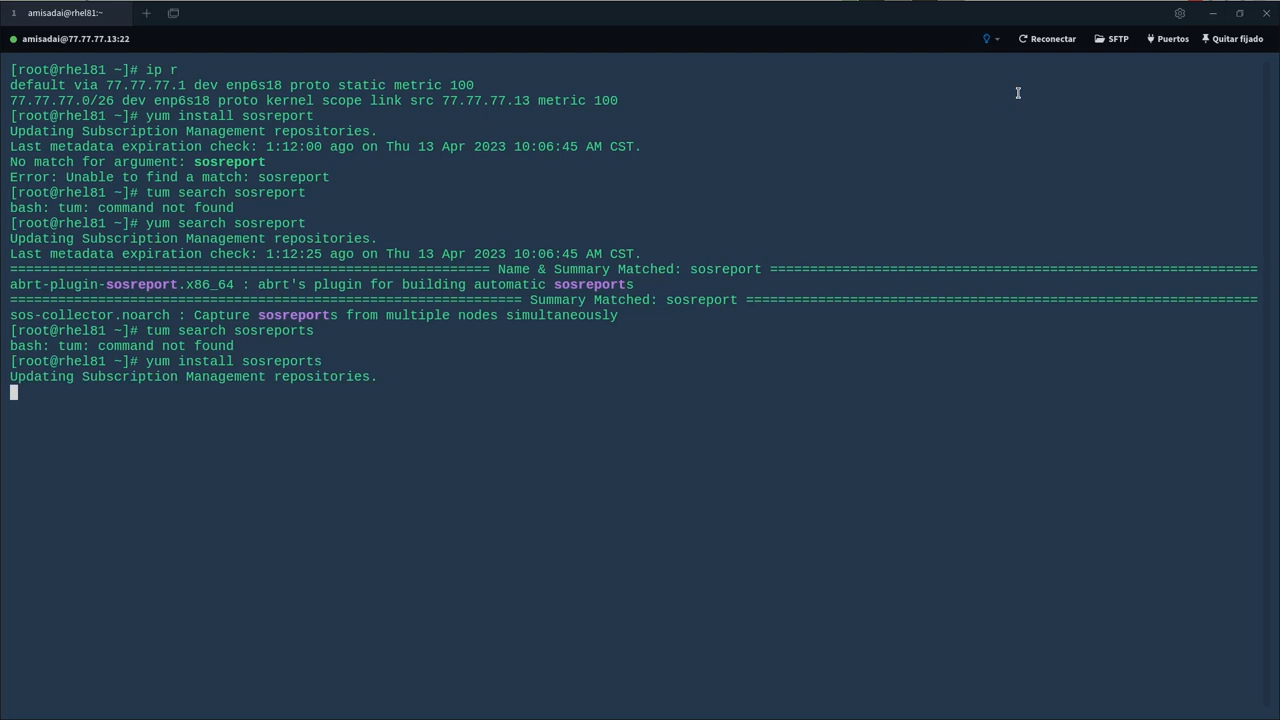 1 amisadai@rhel81:~
amisadai@77.77.77.13:22 Reconectar SFTP Puertos Quitar fijado
[root@rhel81 ~]# ip r
default via 77.77.77.1 dev enp6s18 proto static metric 100
77.77.77.0/26 dev enp6s18 proto kernel scope link src 77.77.77.13 metric 100
[root@rhel81 ~]# yum install sosreport
Updating Subscription Management repositories.
Last metadata expiration check: 1:12:00 ago on Thu 13 Apr 2023 10:06:45 AM CST.
No match for argument: sosreport
Error: Unable to find a match: sosreport
[root@rhel81 ~]# tum search sosreport
bash: tum: command not found
[root@rhel81 ~]# yum search sosreport
Updating Subscription Management repositories.
Last metadata expiration check: 1:12:25 ago on Thu 13 Apr 2023 10:06:45 AM CST.
============================================================ Name & Summary Matched: sosreport =============================================================
abrt-plugin-sosreport.x86_64 : abrt's plugin for building automatic sosreports
================================================================ Summary Matched: sosreport ================================================================
sos-collector.noarch : Capture sosreports from multiple nodes simultaneously
[root@rhel81 ~]# tum search sosreports
bash: tum: command not found
[root@rhel81 ~]# yum install sosreports
Updating Subscription Management repositories.